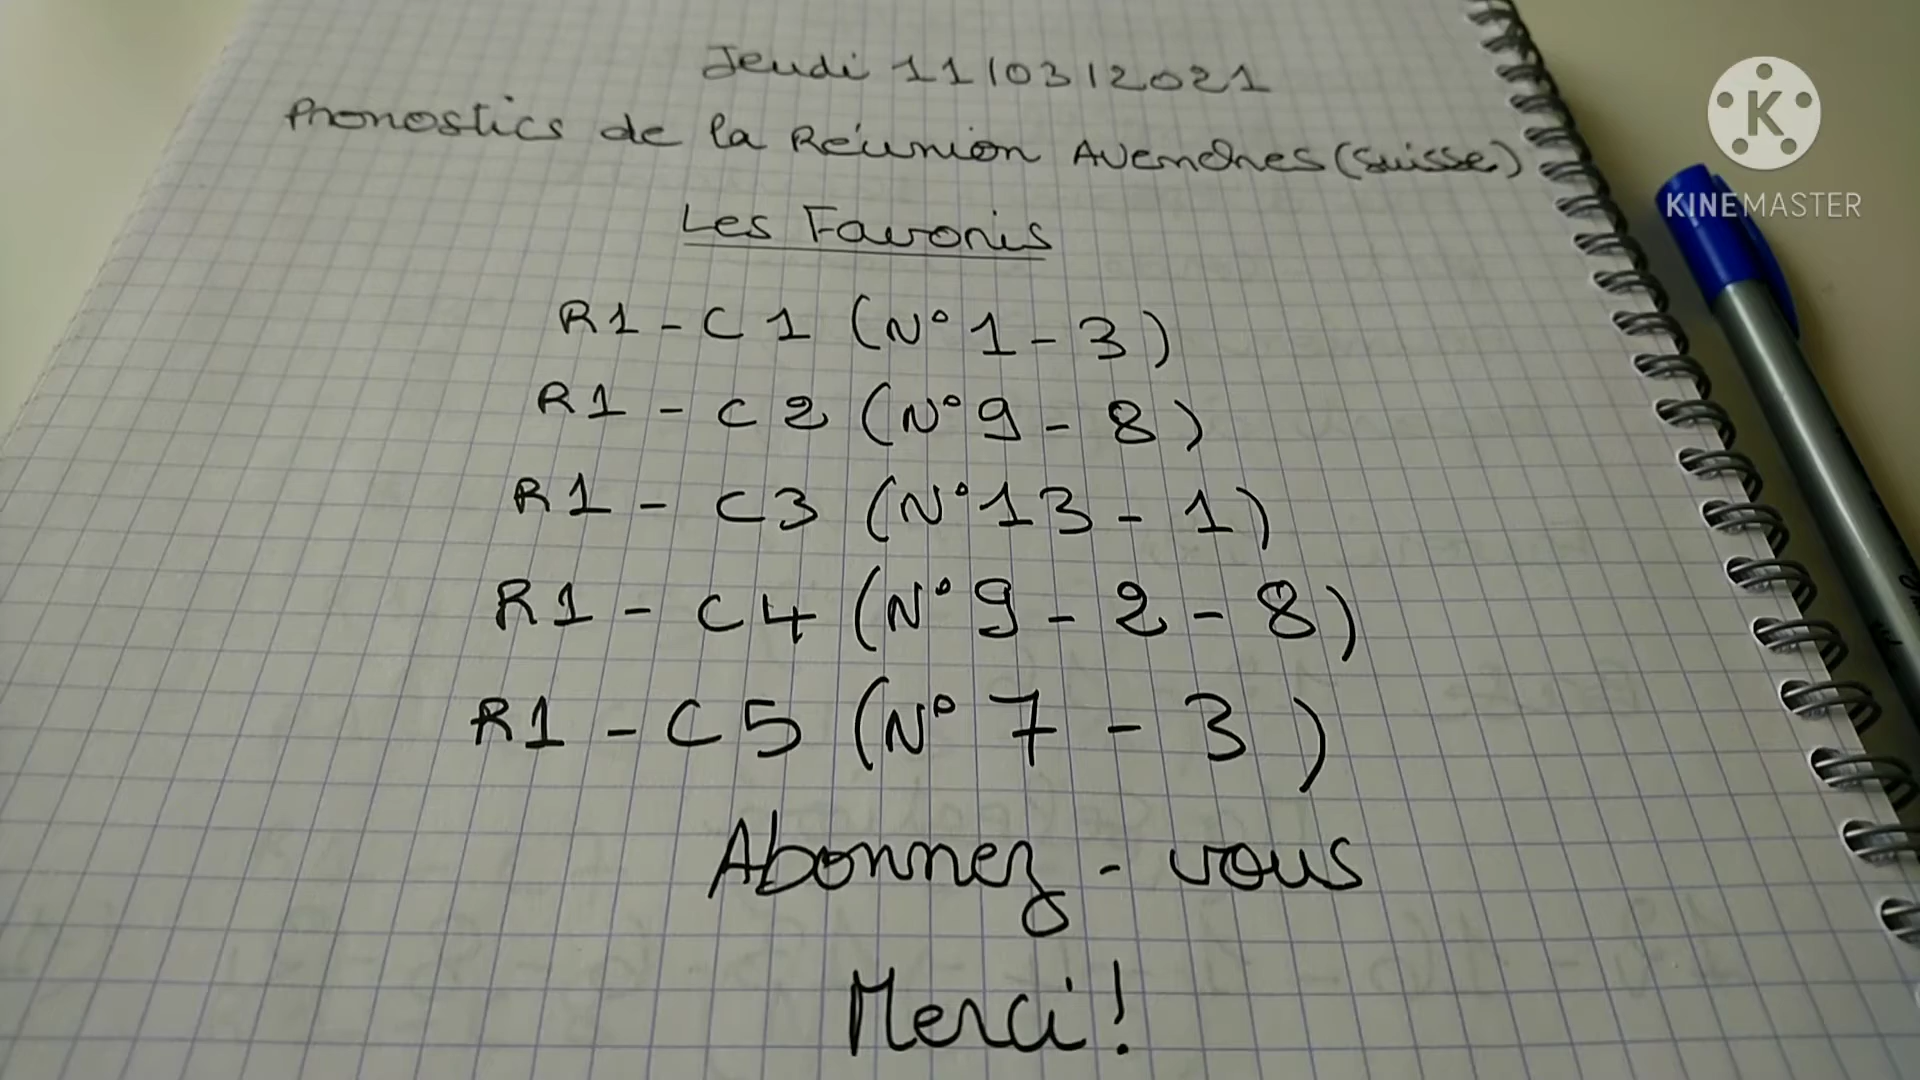 Jeudi 11/03/2021
Pronostics de la Réunion Avenches (Suisse)
Les Favoris
R1 - C1 (N° 1 - 3)
R1 - C2 (N° 9 - 8)
R1 - C3 (N° 13 - 1)
R1 - C4 (N° 9 - 2 - 8)
R1 - C5 (N° 7 - 3)
Abonnez - vous
Merci !
K
KINEMASTER